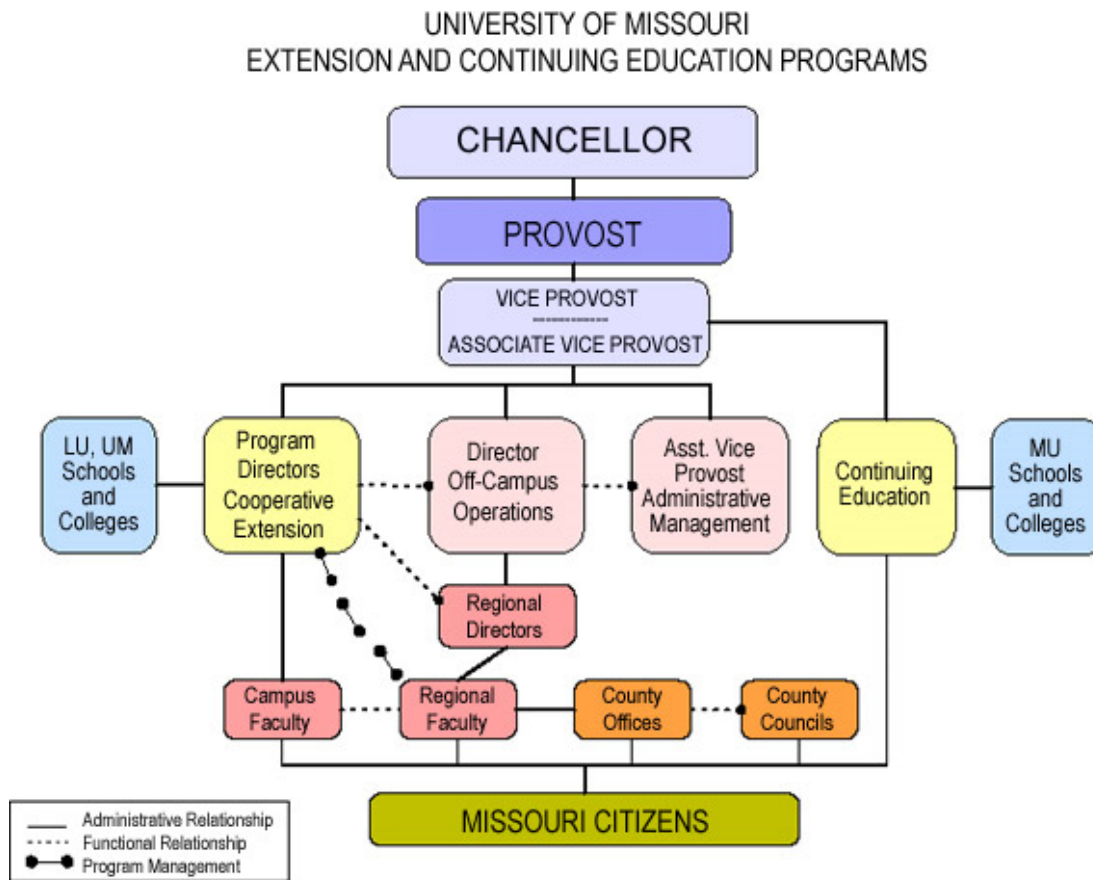 UNIVERSITY OF MISSOURI
EXTENSION AND CONTINUING EDUCATION PROGRAMS
CHANCELLOR
PROVOST
VICE PROVOST
------------
ASSOCIATE VICE PROVOST
LU, UM
Schools
and
Colleges
Program
Directors
Cooperative
Extension
Director
Off-Campus
Operations
Asst. Vice
Provost
Administrative
Management
Continuing
Education
MU
Schools
and
Colleges
Regional
Directors
Campus
Faculty
Regional
Faculty
County
Offices
County
Councils
MISSOURI CITIZENS
Administrative Relationship
Functional Relationship
Program Management